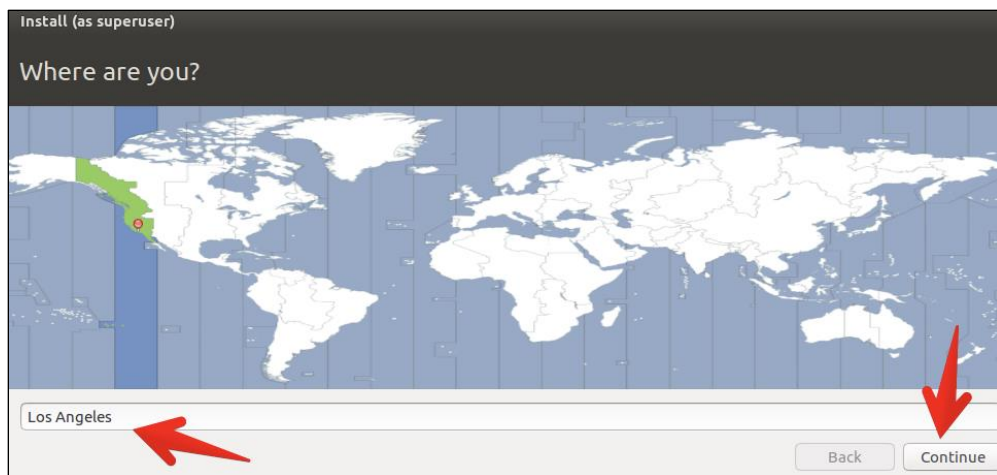 Install (as superuser)
Where are you?
Los Angeles
Back Continue